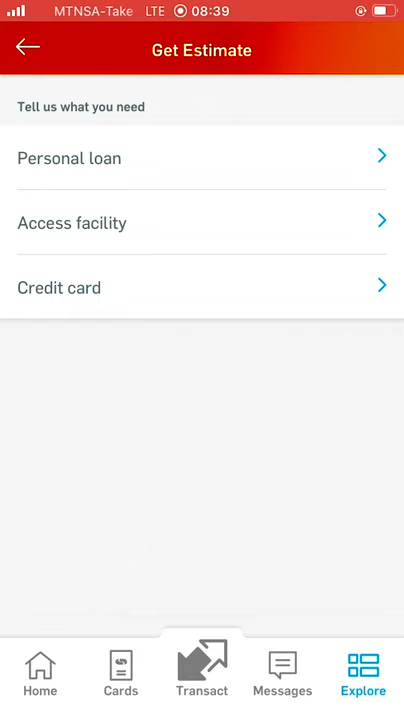 MTNSA-Take LTE 08:39
Get Estimate
Tell us what you need
Personal loan
Access facility
Credit card
Home Cards Transact Messages Explore